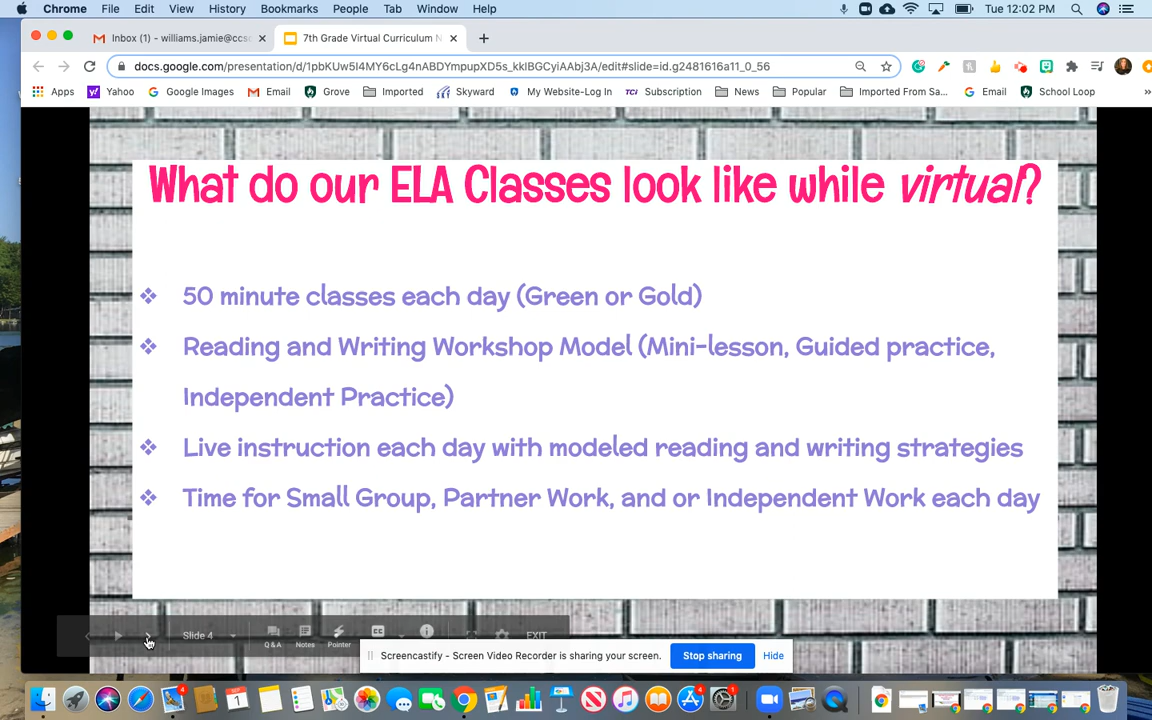 Chrome File Edit View History Bookmarks People Tab Window Help Tue 12:02 PM
Inbox (1) - williams.jamie@ccs 7th Grade Virtual Curriculum N
docs.google.com/presentation/d/1pbKUw5I4MY6cLg4nABDYmpupXD5s_kkIBGCyiAAbj3A/edit#slide=id.g2481616a11_0_56
Apps Yahoo Google Images Email Grove Imported Skyward My Website-Log In TCi Subscription News Popular Imported From Sa... Email School Loop »
What do our ELA Classes look like while virtual?
❖ 50 minute classes each day (Green or Gold)
❖ Reading and Writing Workshop Model (Mini-lesson, Guided practice,
Independent Practice)
❖ Live instruction each day with modeled reading and writing strategies
❖ Time for Small Group, Partner Work, and or Independent Work each day
Slide 4 Q&A Notes Pointer CC EXIT
Screencastify - Screen Video Recorder is sharing your screen. Stop sharing Hide